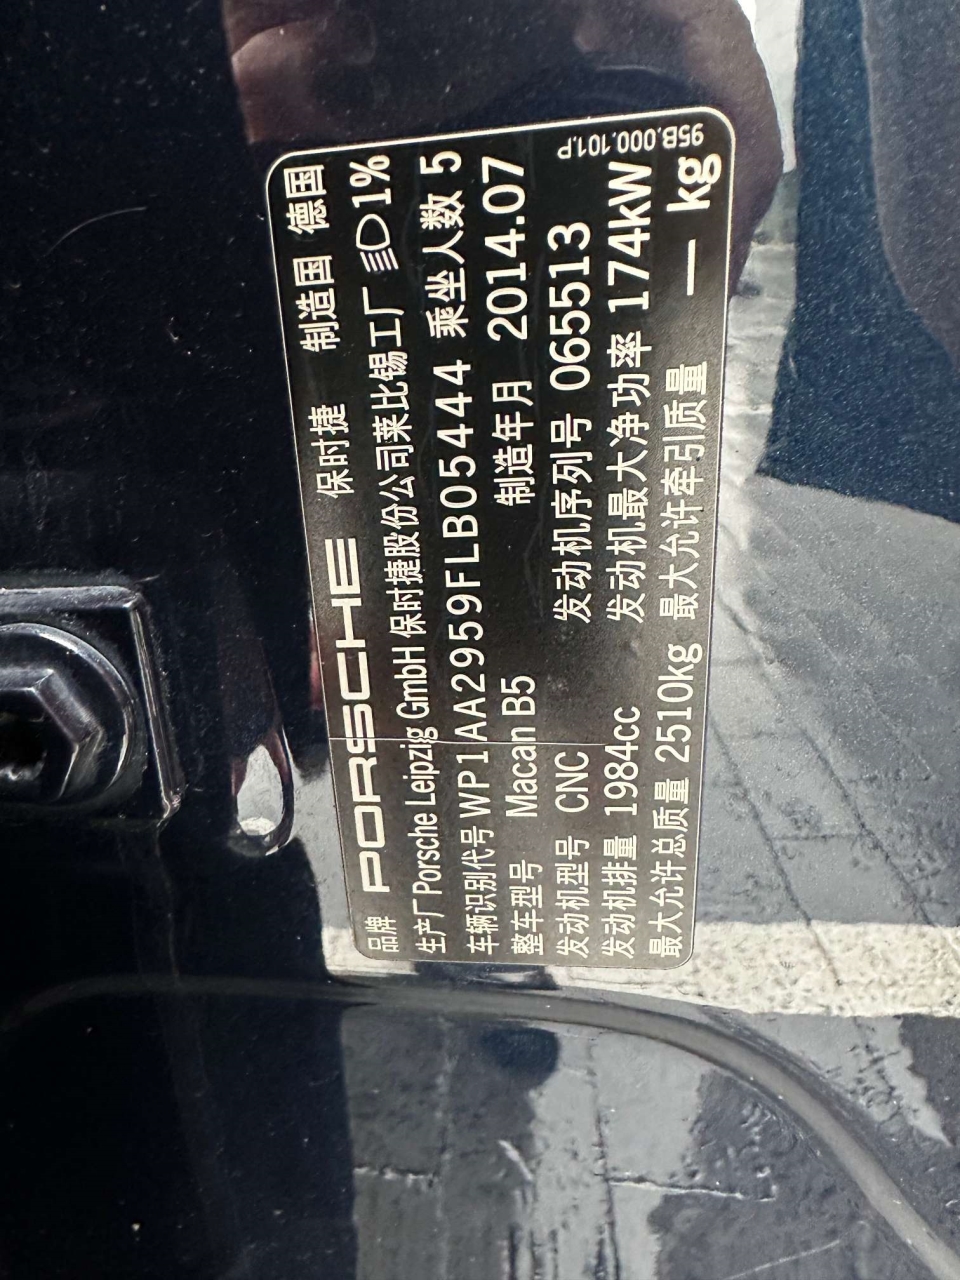 品牌 PORSCHE 保时捷 制造国 德国
生产厂 Porsche Leipzig GmbH 保时捷股份公司莱比锡工厂 1%
车辆识别代号 WP1AA2959FLB05444 乘坐人数 5
整车型号 Macan B5 制造年月 2014.07
发动机型号 CNC 发动机序列号 065513
发动机排量 1984cc 发动机最大净功率 174kW
最大允许总质量 2510kg 最大允许牵引质量 — kg
95B.000.101.P